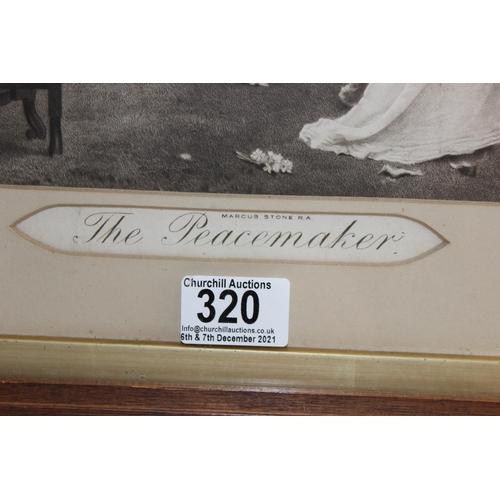 MARCUS STONE R.A.
The Peacemaker.
Churchill Auctions
320
Info@churchillauctions.co.uk
6th & 7th December 2021